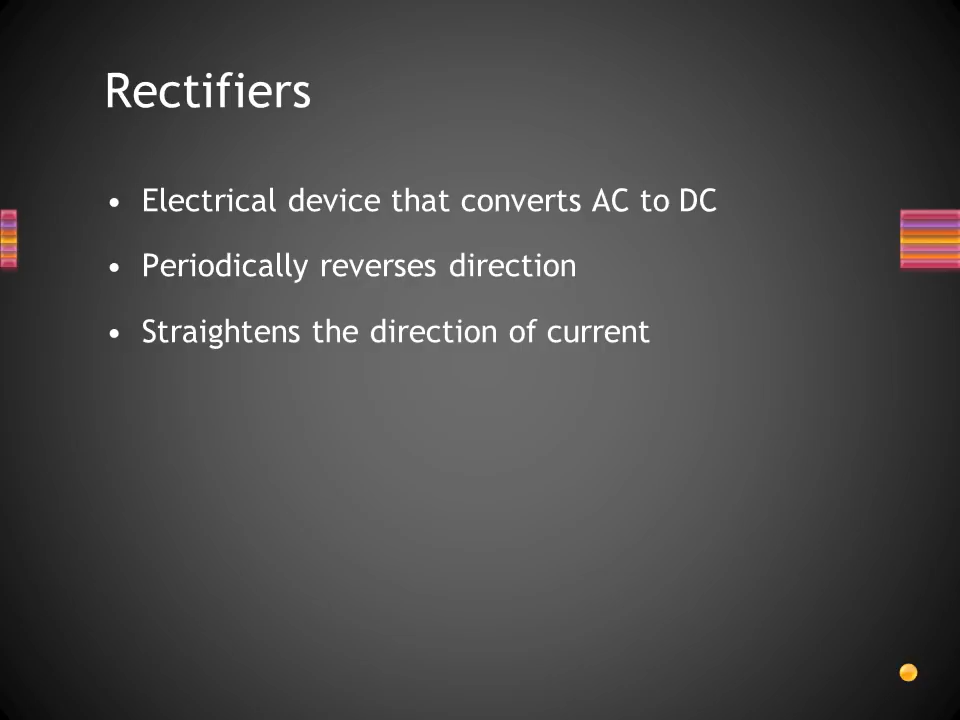 Rectifiers
• Electrical device that converts AC to DC
• Periodically reverses direction
• Straightens the direction of current